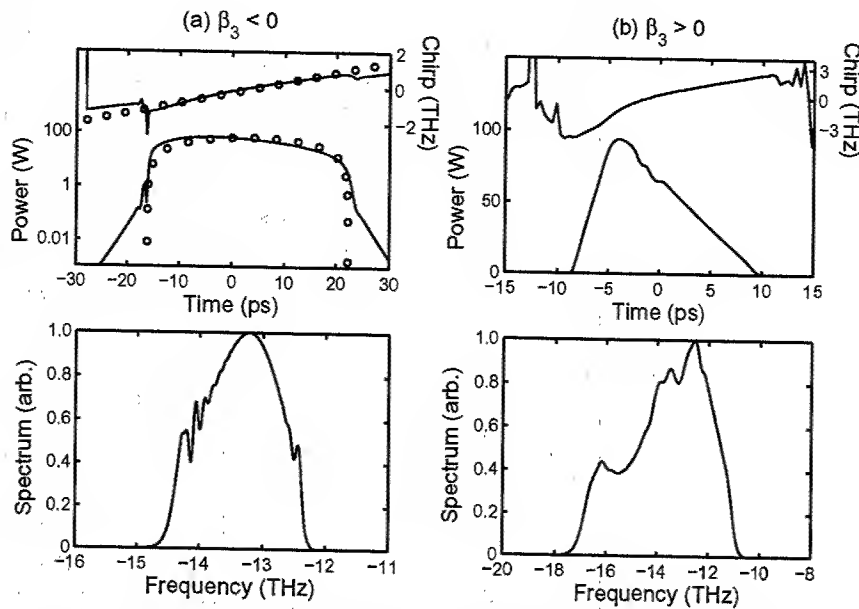 (a) β₃ < 0
(b) β₃ > 0
2
0
−2
Chirp (THz)
100
1
0.01
Power (W)
−30 −20 −10 0 10 20 30
Time (ps)
3
0
−3
Chirp (THz)
100
50
0
Power (W)
−15 −10 −5 0 5 10 15
Time (ps)
1.0
0.8
0.6
0.4
0.2
0
Spectrum (arb.)
−16 −15 −14 −13 −12 −11
Frequency (THz)
1.0
0.8
0.6
0.4
0.2
0
Spectrum (arb.)
−20 −18 −16 −14 −12 −10 −8
Frequency (THz)